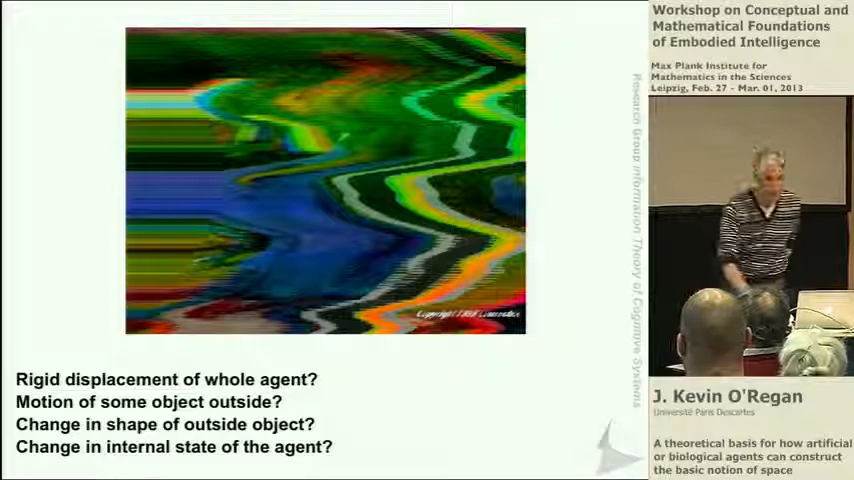 Workshop on Conceptual and
Mathematical Foundations
of Embodied Intelligence
Max Plank Institute for
Mathematics in the Sciences
Leipzig, Feb. 27 - Mar. 01, 2013
Research Group Information Theory of Cognitive Systems
Rigid displacement of whole agent?
Motion of some object outside?
Change in shape of outside object?
Change in internal state of the agent?
J. Kevin O'Regan
Université Paris Descartes
A theoretical basis for how artificial
or biological agents can construct
the basic notion of space